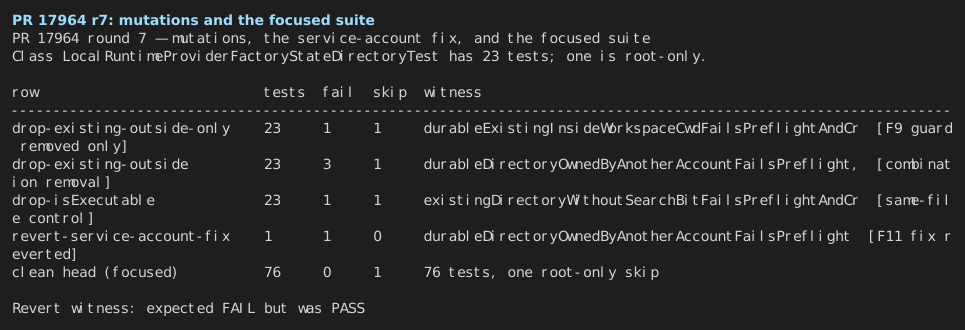 PR 17964 r7: mutations and the focused suite
PR 17964 round 7 — mutations, the service-account fix, and the focused suite
Class LocalRuntimeProviderFactoryStateDirectoryTest has 23 tests; one is root-only.
row tests fail skip witness
--------------------------------------------------------------------------------------------------------------
drop-existing-outside-only 23 1 1 durableExistingInsideWorkspaceCwdFailsPreflightAndCr [F9 guard
removed only]
drop-existing-outside 23 3 1 durableDirectoryOwnedByAnotherAccountFailsPreflight, [combinat
ion removal]
drop-isExecutable 23 1 1 existingDirectoryWithoutSearchBitFailsPreflightAndCr [same-fil
e control]
revert-service-account-fix 1 1 0 durableDirectoryOwnedByAnotherAccountFailsPreflight [F11 fix r
everted]
clean head (focused) 76 0 1 76 tests, one root-only skip
Revert witness: expected FAIL but was PASS